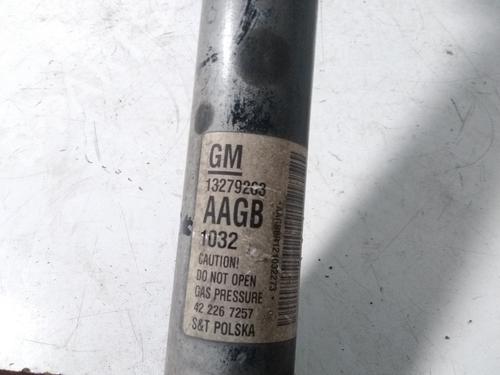 GM
13279263
AAGB
1032
CAUTION!
DO NOT OPEN
GAS PRESSURE
42 226 7257
S&T POLSKA